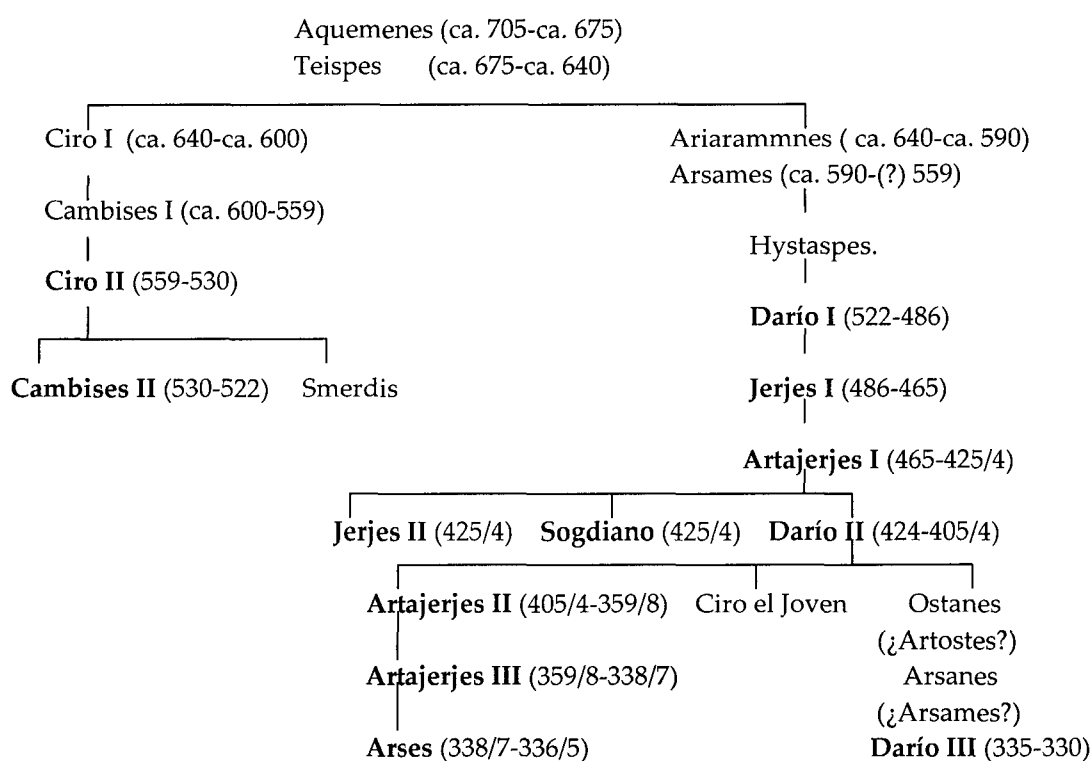 Aquemenes (ca. 705-ca. 675)
Teispes (ca. 675-ca. 640)
Ciro I (ca. 640-ca. 600)
Ariarammnes ( ca. 640-ca. 590)
Arsames (ca. 590-(?) 559)
Cambises I (ca. 600-559)
Hystaspes.
Ciro II (559-530)
Darío I (522-486)
Cambises II (530-522) Smerdis
Jerjes I (486-465)
Artajerjes I (465-425/4)
Jerjes II (425/4) Sogdiano (425/4) Darío II (424-405/4)
Artajerjes II (405/4-359/8) Ciro el Joven Ostanes
(¿Artostes?)
Artajerjes III (359/8-338/7) Arsanes
(¿Arsames?)
Arses (338/7-336/5) Darío III (335-330)